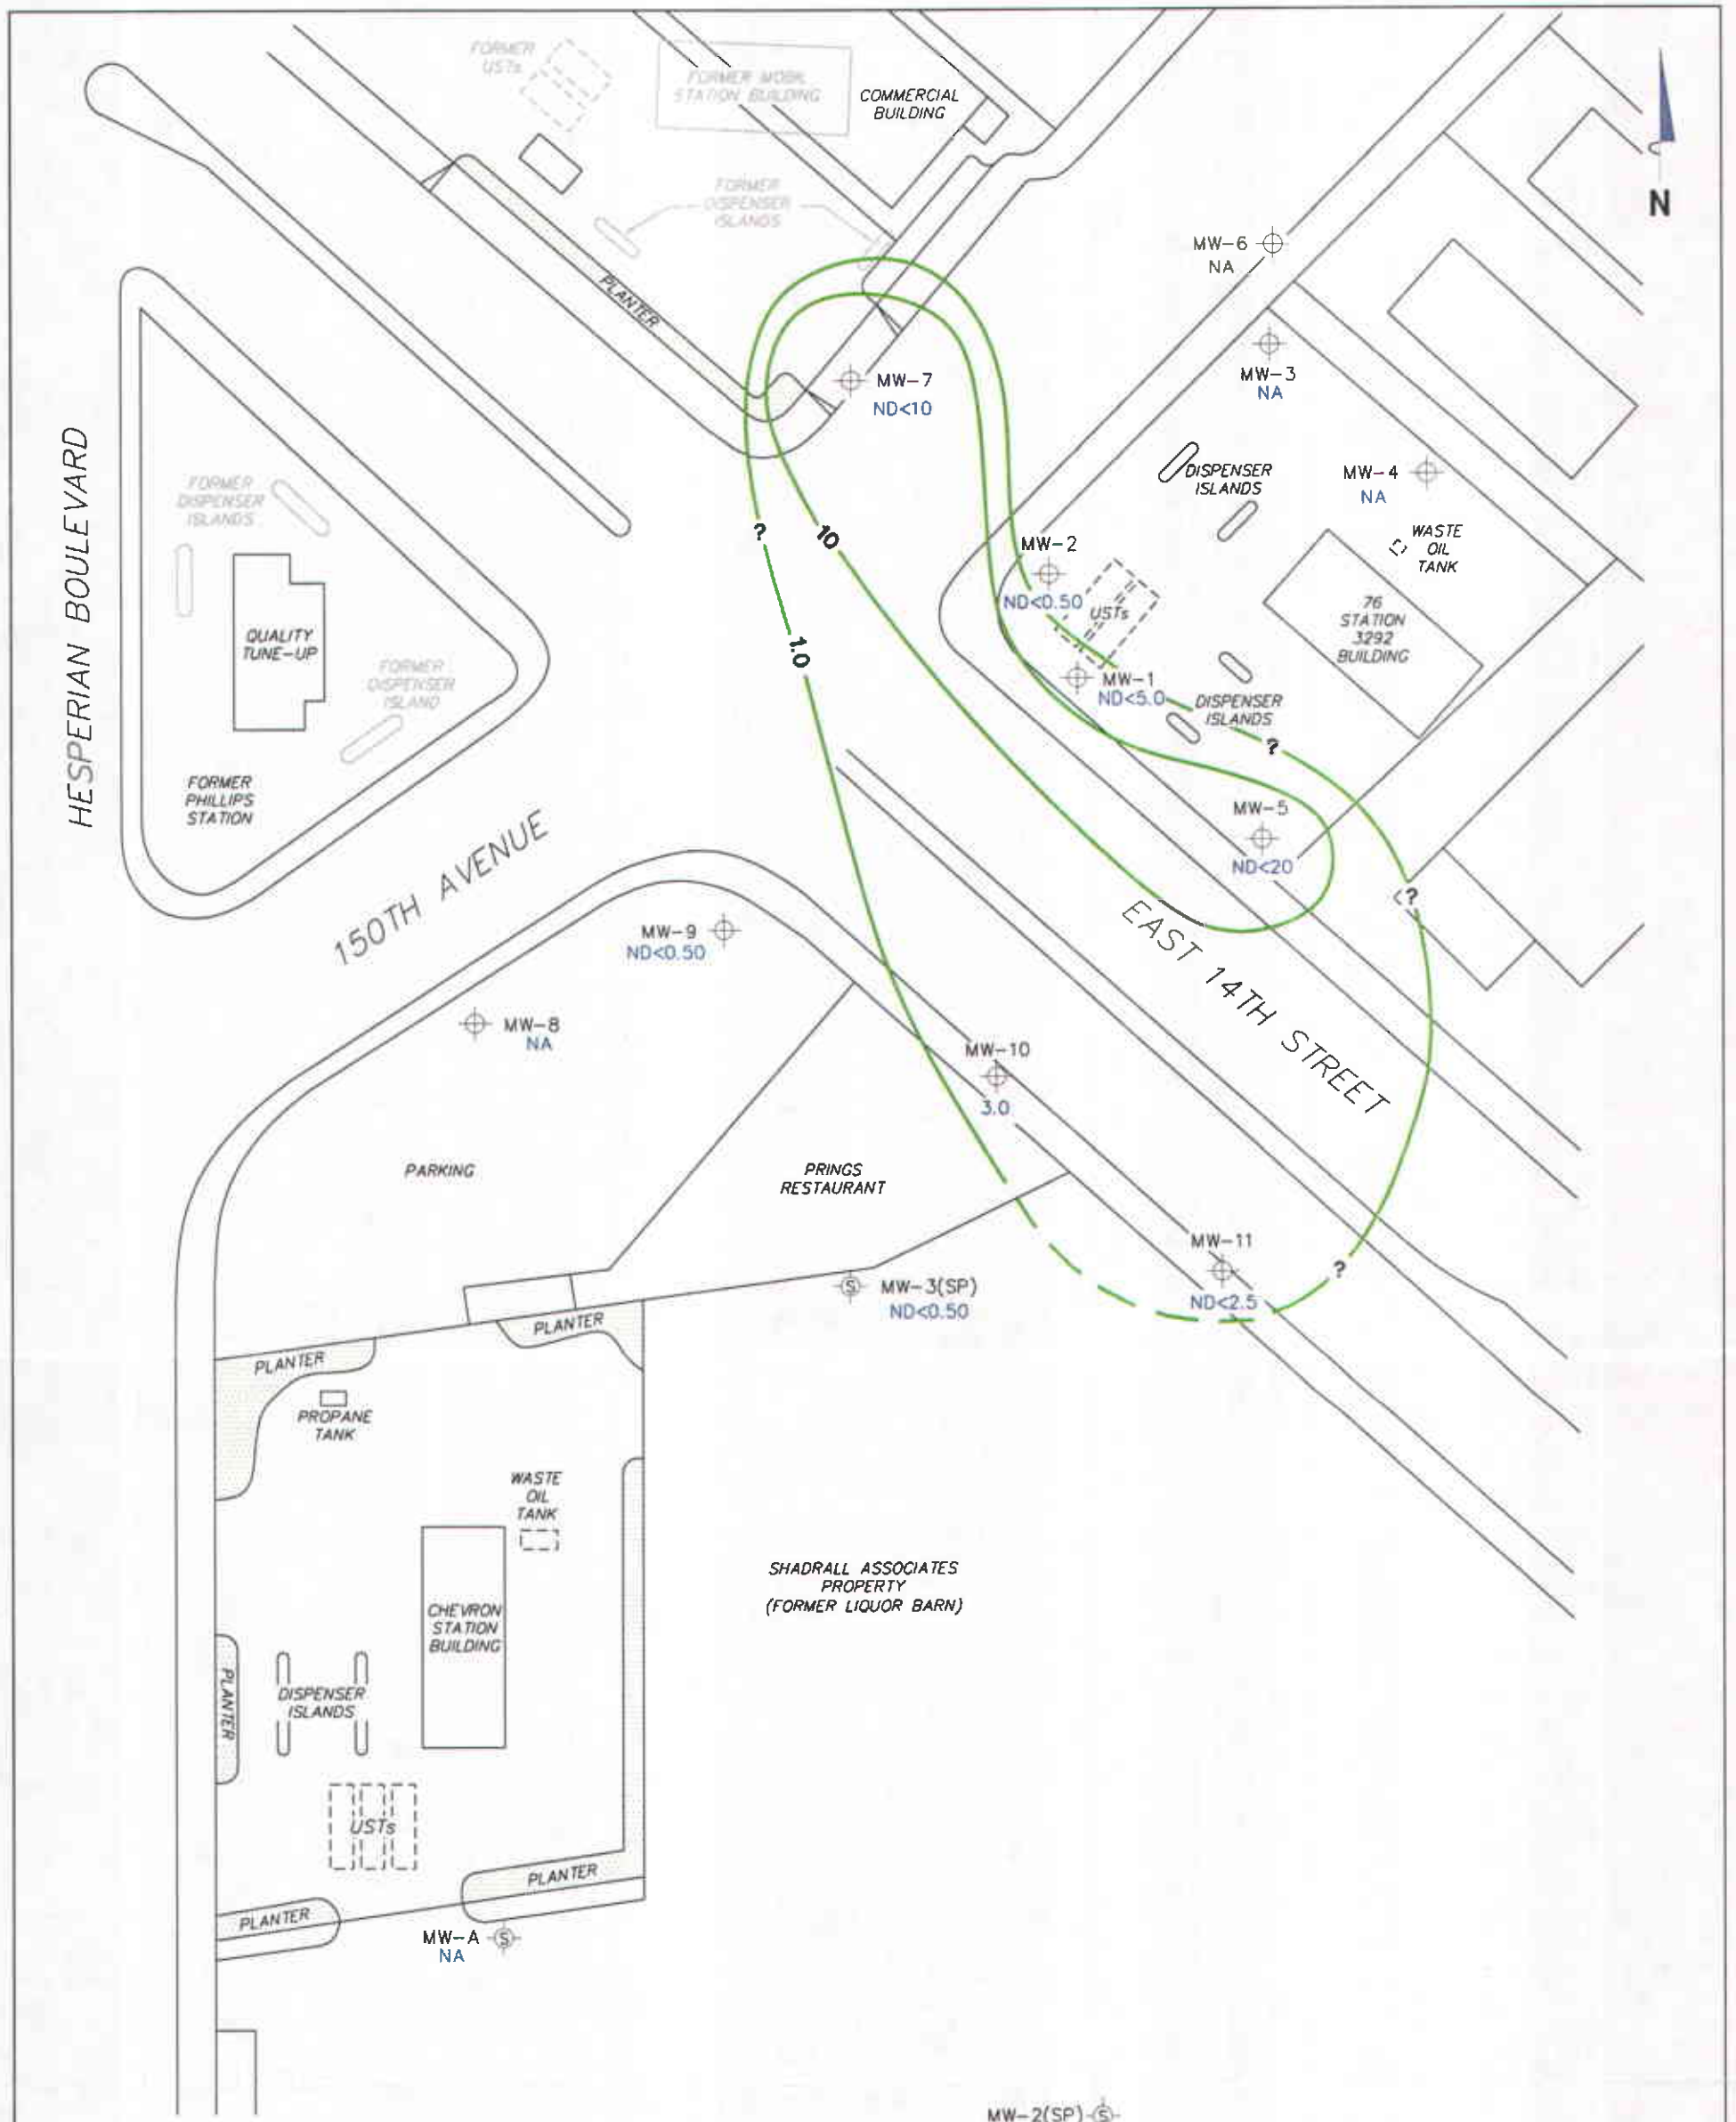 FORMER
USTs
FORMER MOBIL
STATION BUILDING
COMMERCIAL
BUILDING
FORMER
DISPENSER
ISLANDS
PLANTER
N
MW-6
NA
MW-3
NA
MW-7
ND<10
HESPERIAN BOULEVARD
FORMER
DISPENSER
ISLANDS
DISPENSER
ISLANDS
MW-4
NA
WASTE
OIL
TANK
?
10
MW-2
ND<0.50
USTs
76
STATION
3292
BUILDING
QUALITY
TUNE-UP
1.0
FORMER
DISPENSER
ISLAND
MW-1
ND<5.0
DISPENSER
ISLANDS
?
FORMER
PHILLIPS
STATION
MW-5
ND<20
?
150TH AVENUE
EAST 14TH STREET
MW-9
ND<0.50
MW-8
NA
MW-10
3.0
PARKING
PRINGS
RESTAURANT
MW-11
ND<2.5
?
S
MW-3(SP)
ND<0.50
PLANTER
PLANTER
PROPANE
TANK
WASTE
OIL
TANK
SHADRALL ASSOCIATES
PROPERTY
(FORMER LIQUOR BARN)
CHEVRON
STATION
BUILDING
PLANTER
DISPENSER
ISLANDS
USTs
PLANTER
PLANTER
MW-A S
NA
MW-2(SP) S